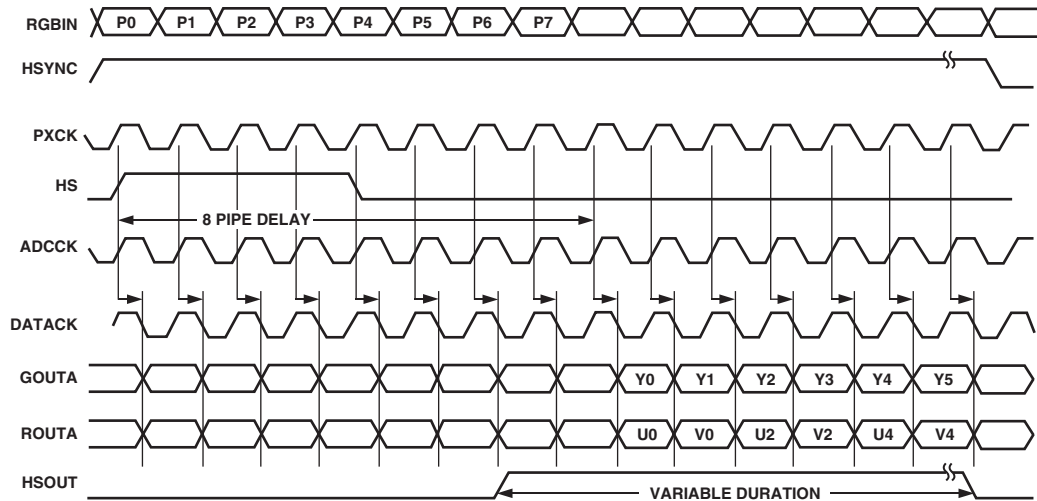 RGBIN P0 P1 P2 P3 P4 P5 P6 P7
HSYNC
PXCK
HS
8 PIPE DELAY
ADCCK
DATACK
GOUTA Y0 Y1 Y2 Y3 Y4 Y5
ROUTA U0 V0 U2 V2 U4 V4
HSOUT
VARIABLE DURATION